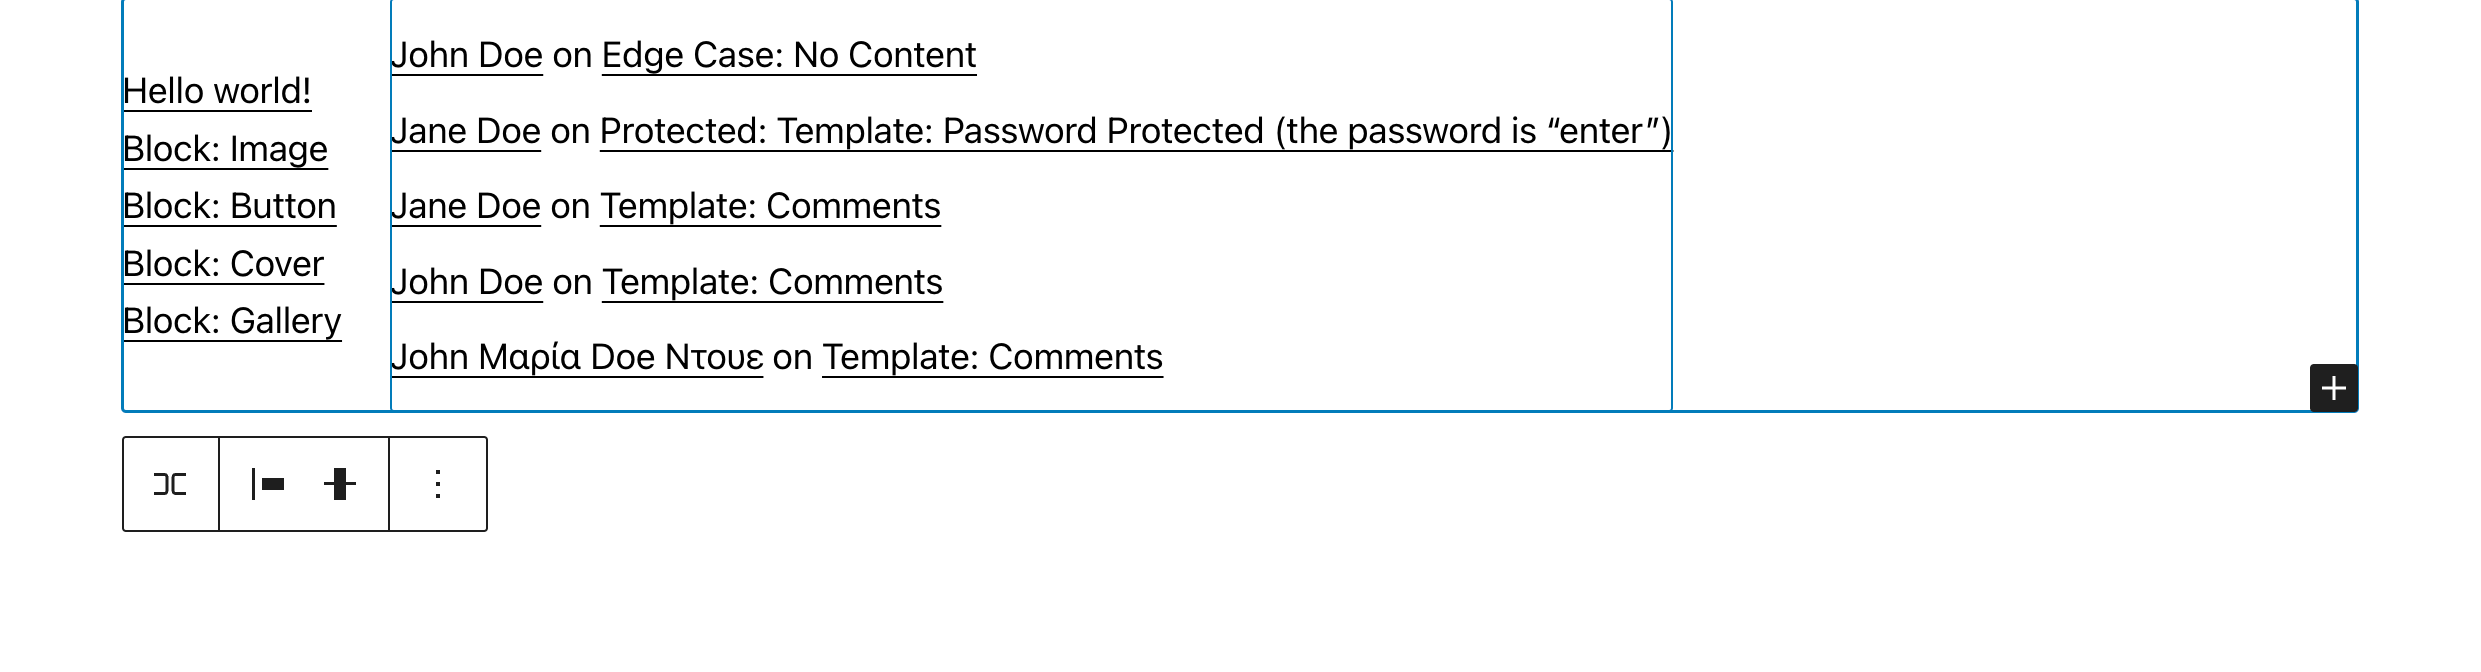 Hello world!
Block: Image
Block: Button
Block: Cover
Block: Gallery
John Doe on Edge Case: No Content
Jane Doe on Protected: Template: Password Protected (the password is “enter”)
Jane Doe on Template: Comments
John Doe on Template: Comments
John Μαρία Doe Ντουε on Template: Comments